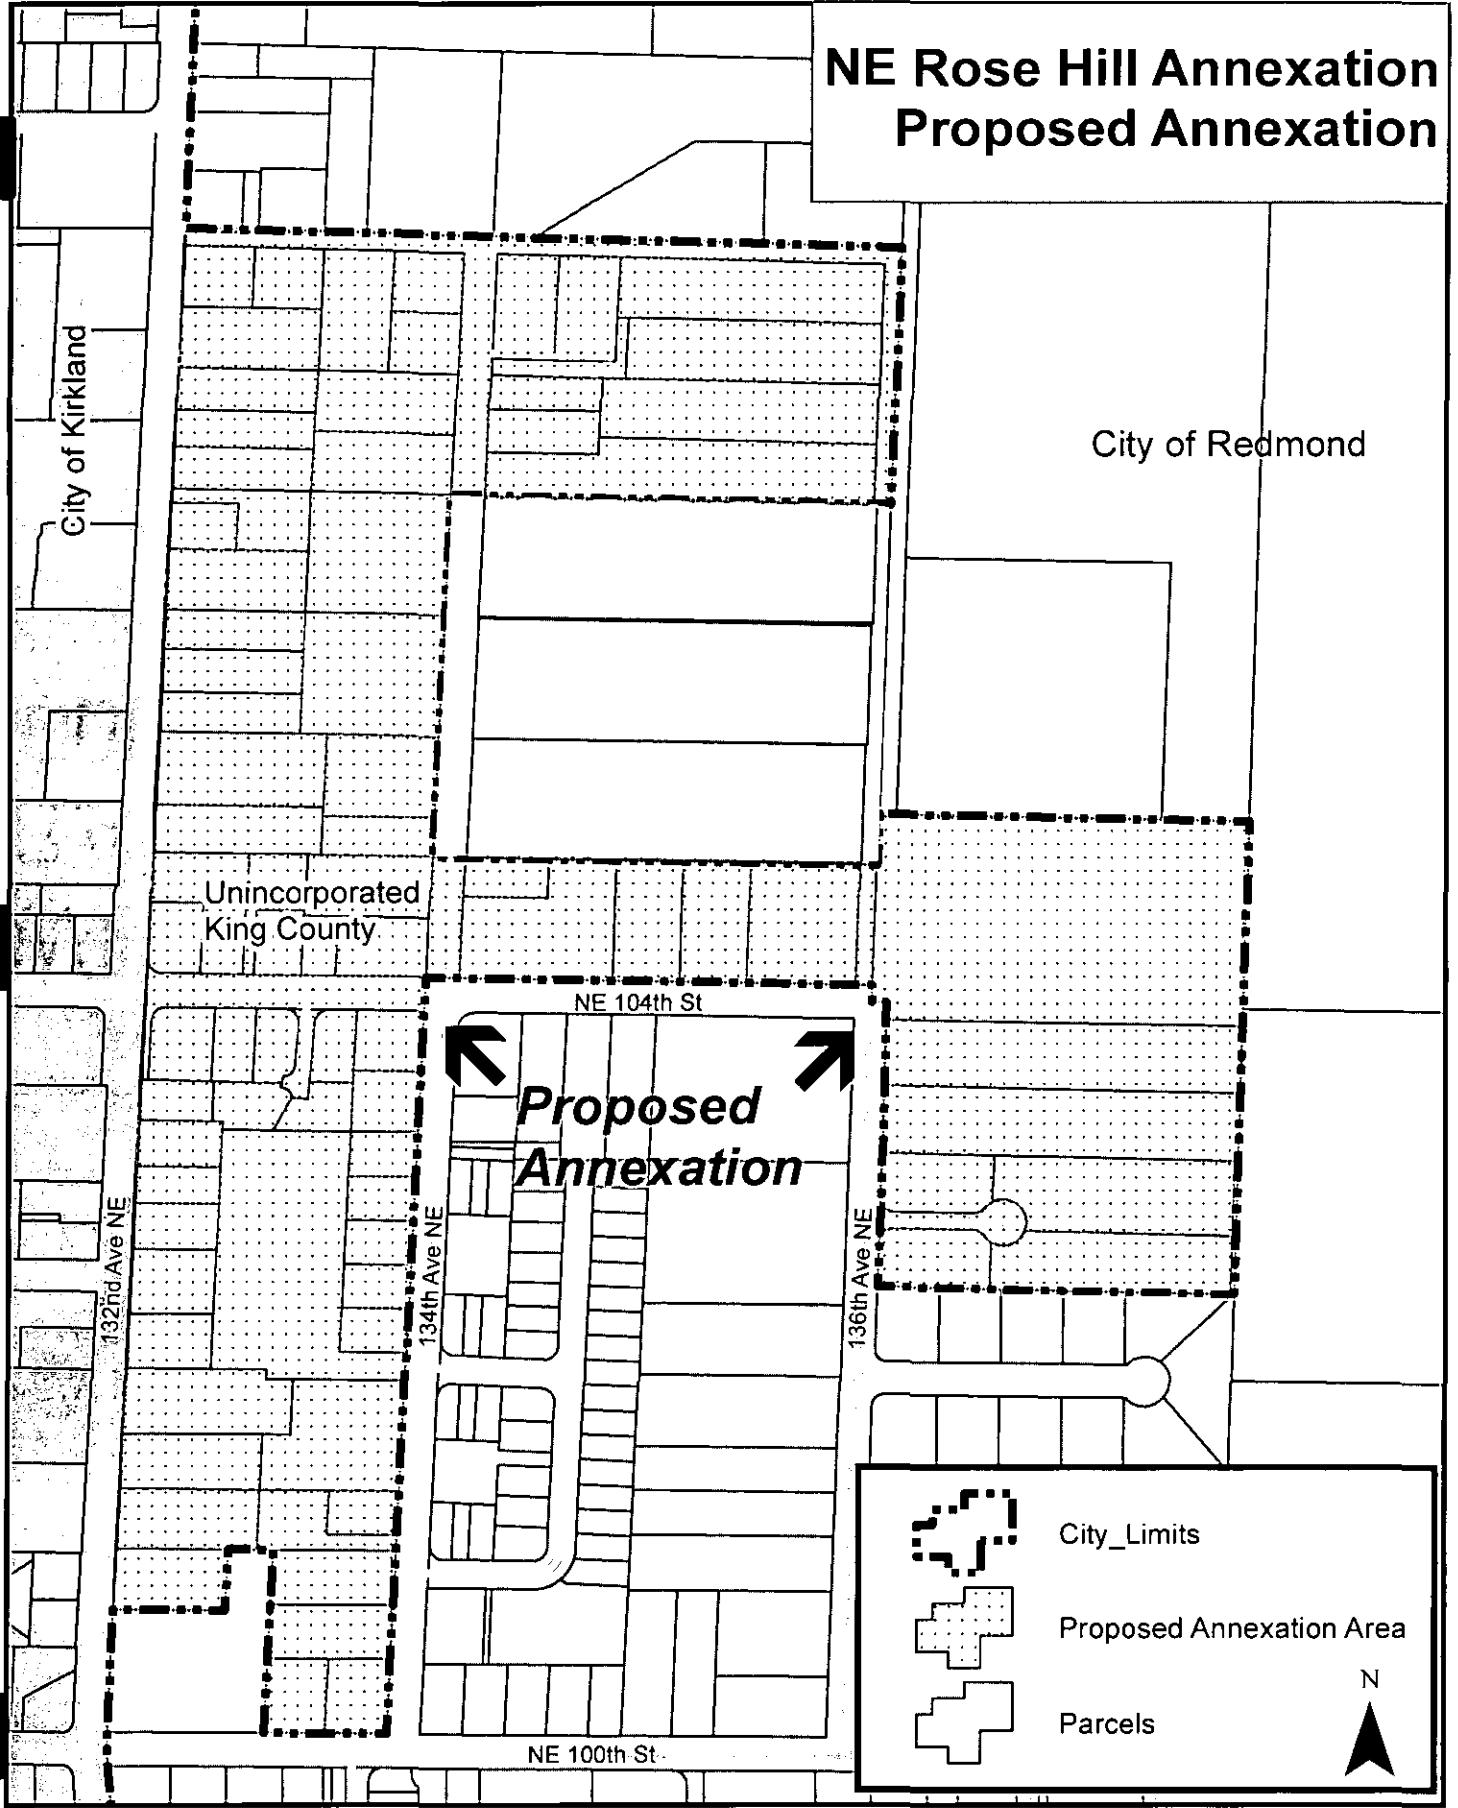 NE Rose Hill Annexation
Proposed Annexation
City of Kirkland
City of Redmond
Unincorporated
King County
NE 104th St
Proposed
Annexation
132nd Ave NE
134th Ave NE
136th Ave NE
City_Limits
Proposed Annexation Area
N
Parcels
NE 100th St